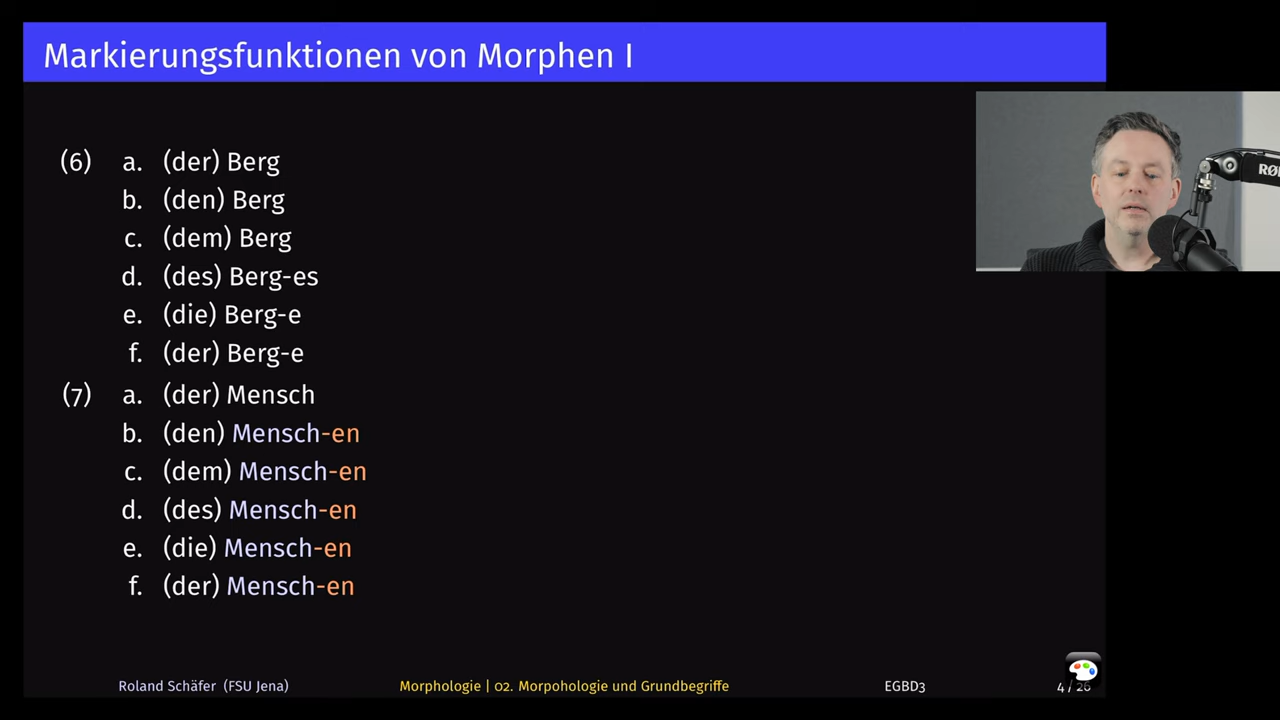 Markierungsfunktionen von Morphen I
(6) a. (der) Berg
b. (den) Berg
c. (dem) Berg
d. (des) Berg-es
e. (die) Berg-e
f. (der) Berg-e
(7) a. (der) Mensch
b. (den) Mensch-en
c. (dem) Mensch-en
d. (des) Mensch-en
e. (die) Mensch-en
f. (der) Mensch-en
Roland Schäfer (FSU Jena) Morphologie | 02. Morpohologie und Grundbegriffe EGBD3 4 / 26